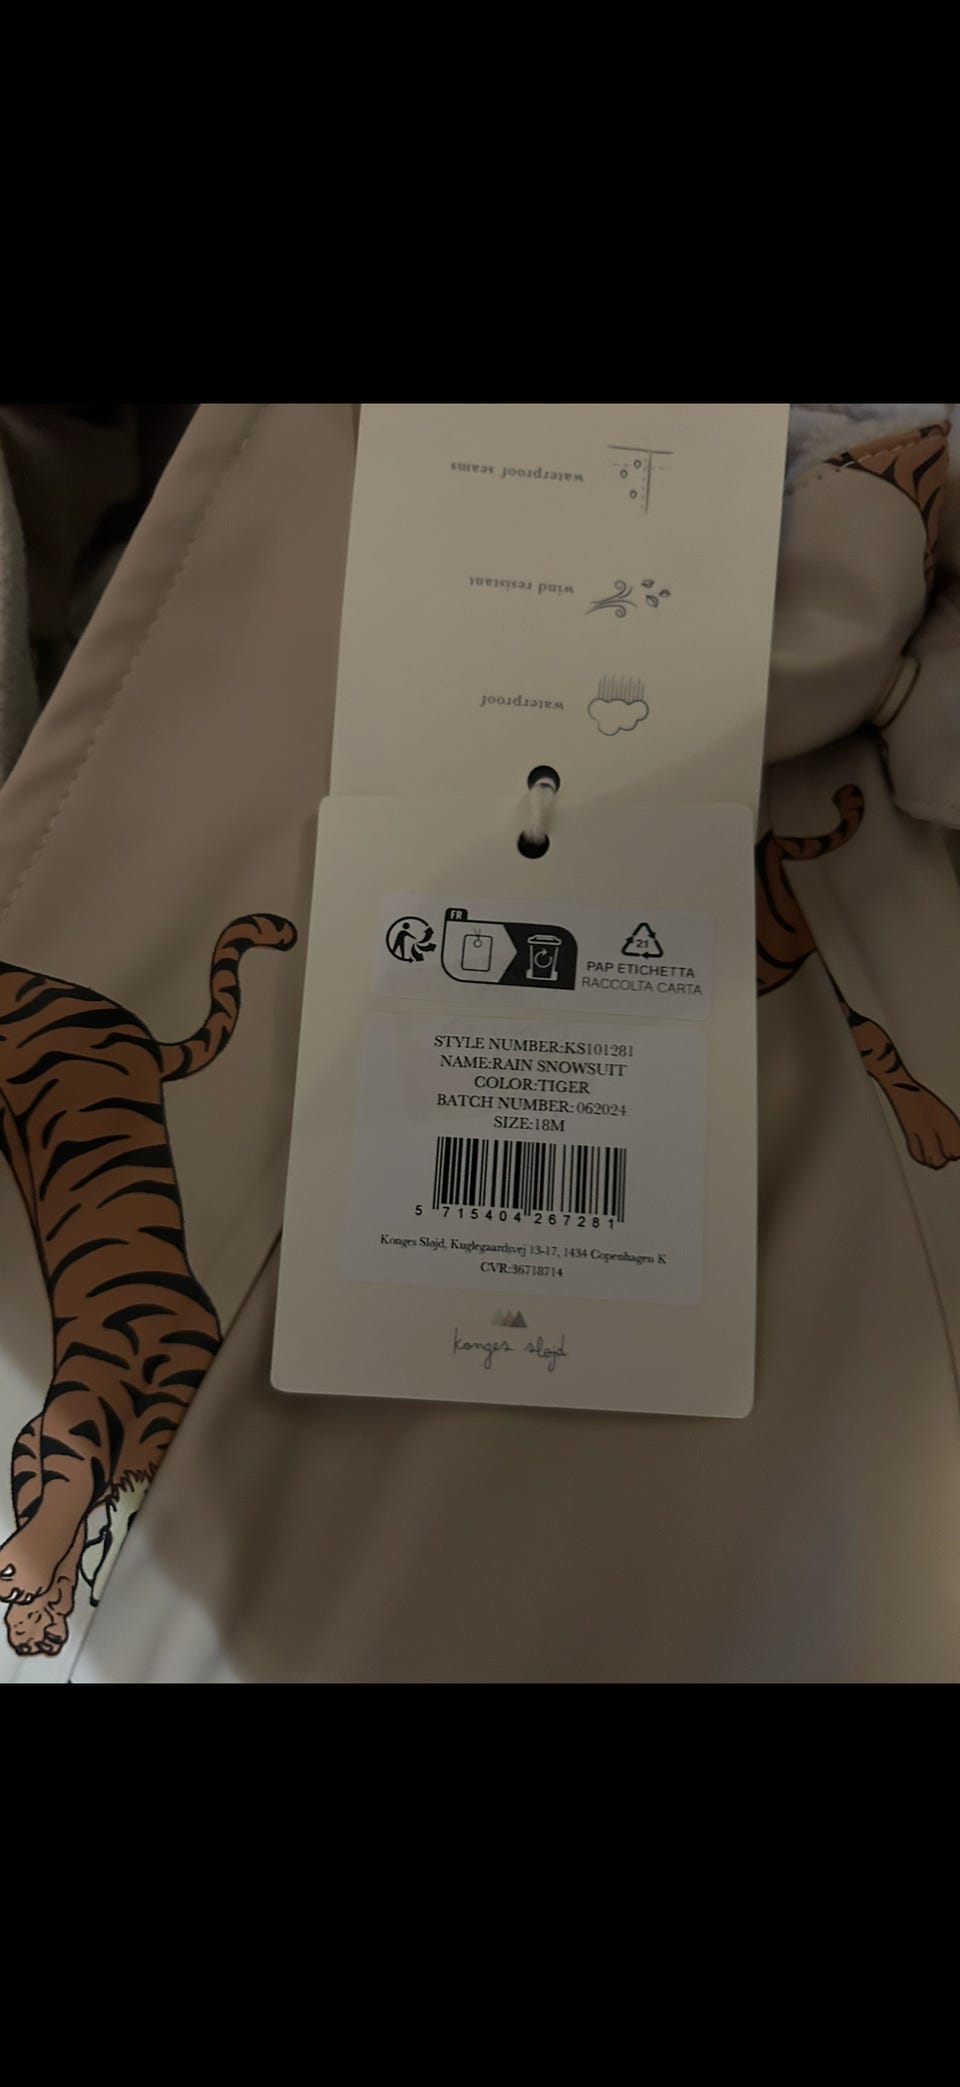 waterproof seams
wind resistant
waterproof
FR
21
PAP ETICHETTA
RACCOLTA CARTA
STYLE NUMBER:KS101281
NAME:RAIN SNOWSUIT
COLOR:TIGER
BATCH NUMBER: 062024
SIZE:18M
5 715404 267281
Konges Sløjd, Kuglegaardsvej 13-17, 1434 Copenhagen K
CVR:36718714
konges sløjd